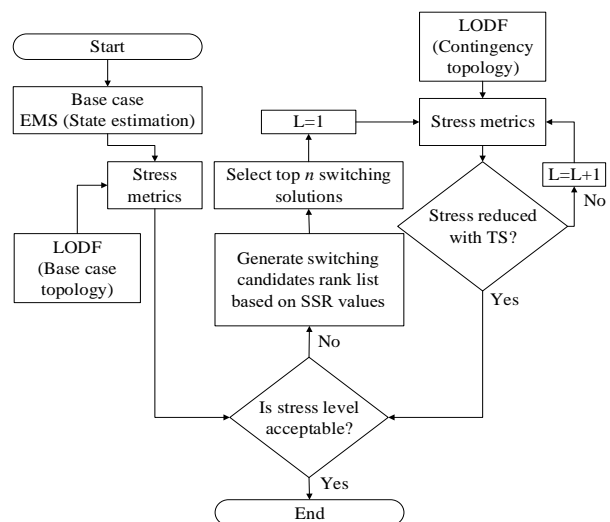 Start
Base case
EMS (State estimation)
Stress
metrics
LODF
(Base case
topology)
L=1
Select top n switching
solutions
Generate switching
candidates rank list
based on SSR values
No
LODF
(Contingency
topology)
Stress metrics
L=L+1
No
Stress reduced
with TS?
Yes
Is stress level
acceptable?
Yes
End